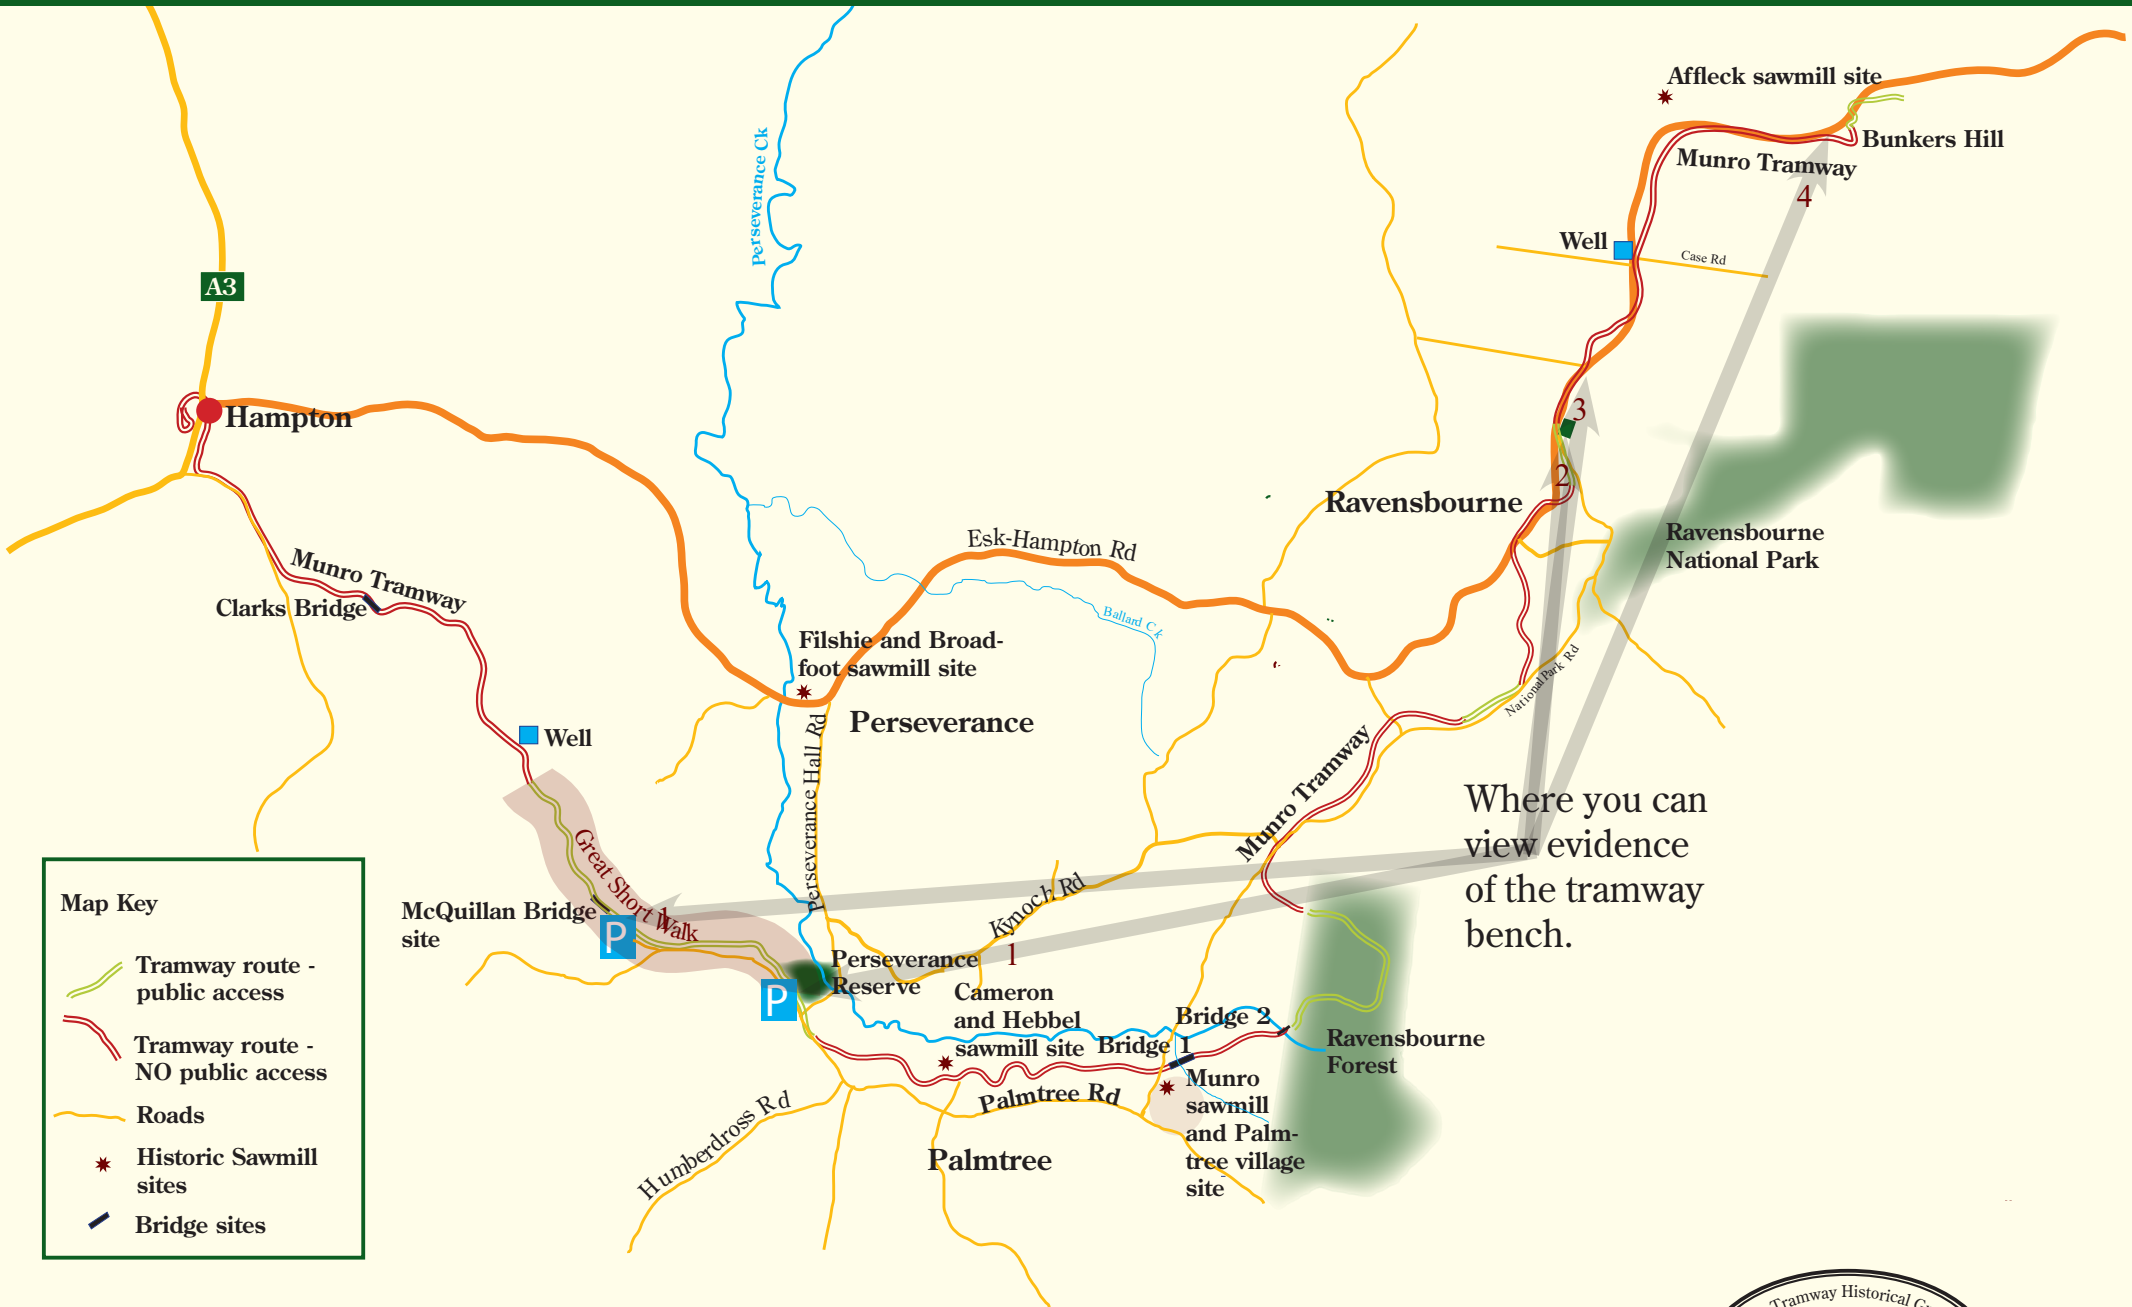 Affleck sawmill site
Bunkers Hill
Munro Tramway
4
Perseverance Ck
Well
Case Rd
A3
Hampton
3
2
Ravensbourne
Ravensbourne
National Park
Esk-Hampton Rd
Munro Tramway
Clarks Bridge
Ballard Ck
Filshie and Broad-
foot sawmill site
Perseverance
National Park Rd
Perseverance Hall Rd
Well
Munro Tramway
Where you can
view evidence
of the tramway
bench.
Great Short Walk
1
McQuillan Bridge
site
P
Kynoch Rd
1
Perseverance
Reserve
P
Cameron
and Hebbel
sawmill site
Bridge 2
Bridge 1
Ravensbourne
Forest
Munro
sawmill
and Palm-
tree village
site
Palmtree Rd
Humberdross Rd
Palmtree
Map Key
Tramway route -
public access
Tramway route -
NO public access
Roads
Historic Sawmill
sites
Bridge sites
Tramway Historical